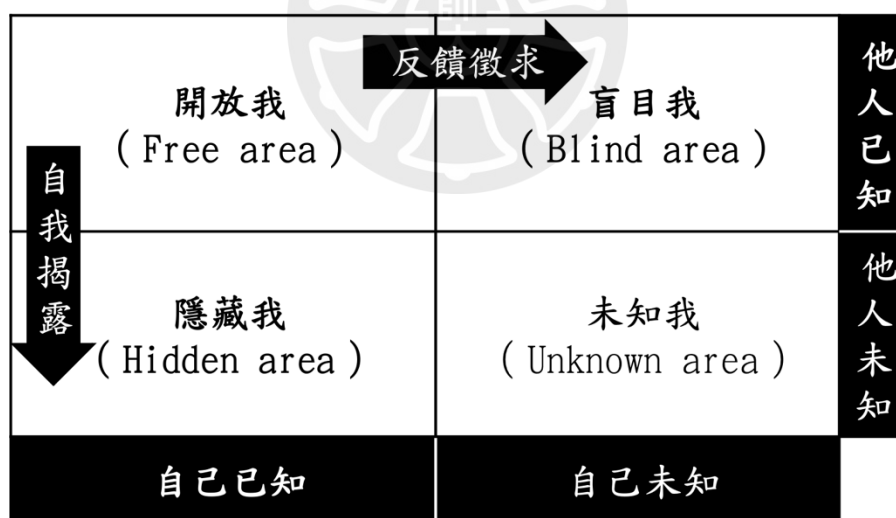 反饋徵求
開放我
( Free area )
盲目我
( Blind area )
他人已知
自我揭露
隱藏我
( Hidden area )
未知我
( Unknown area )
他人未知
自己已知
自己未知